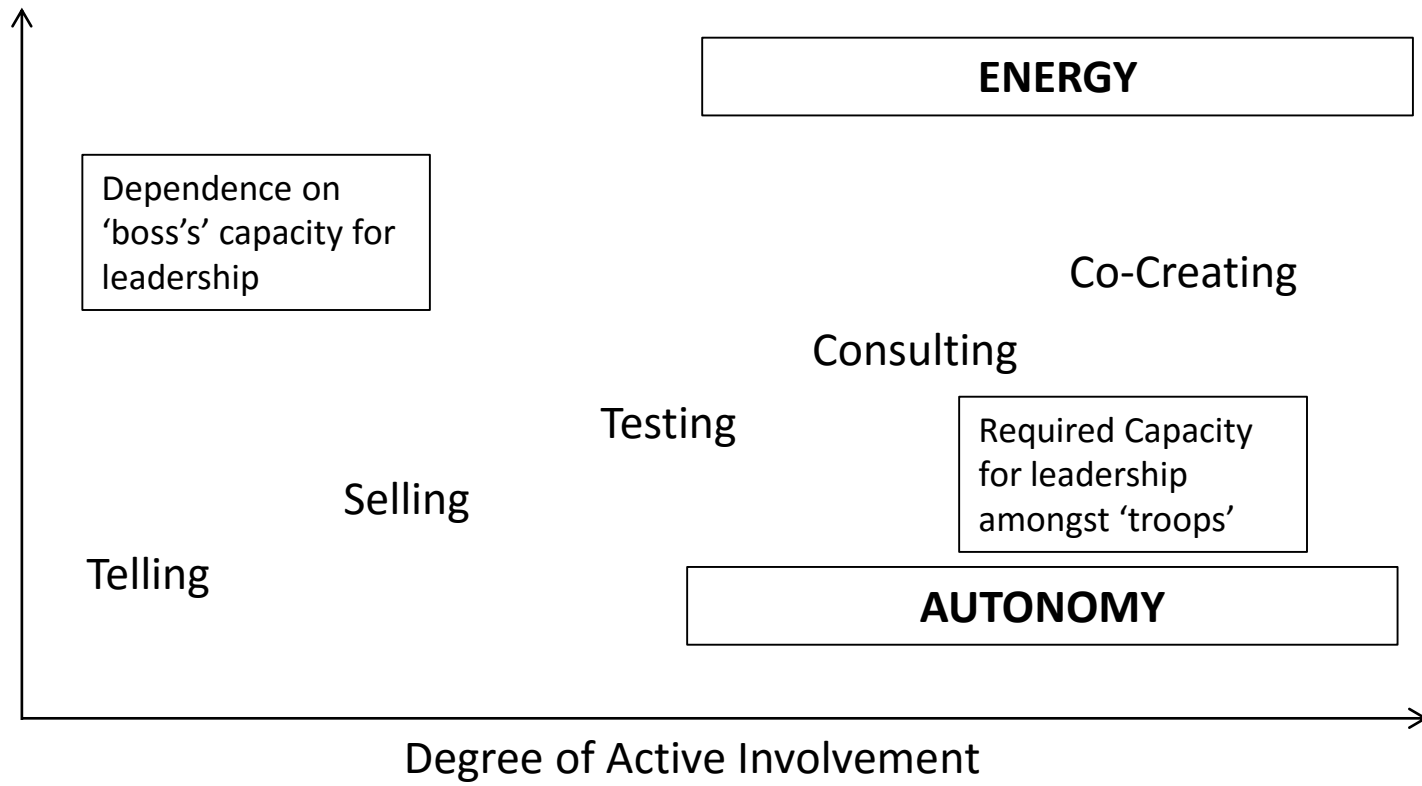 ENERGY
Dependence on
‘boss's’ capacity for
leadership
Co-Creating
Consulting
Testing
Required Capacity
for leadership
amongst ‘troops’
Selling
Telling
AUTONOMY
Degree of Active Involvement